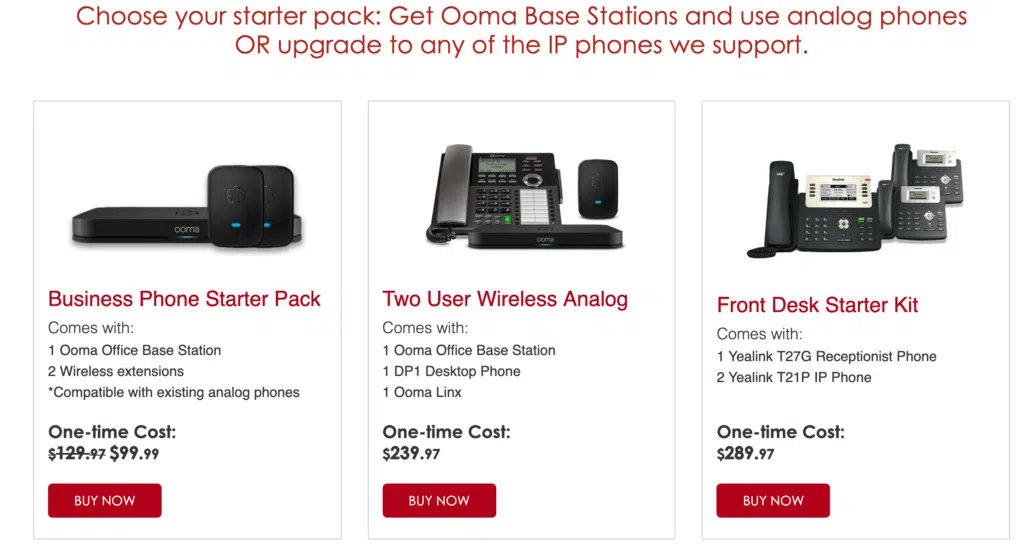 Choose your starter pack: Get Ooma Base Stations and use analog phones
OR upgrade to any of the IP phones we support.
ooma
Business Phone Starter Pack
Comes with:
1 Ooma Office Base Station
2 Wireless extensions
*Compatible with existing analog phones
One-time Cost:
$129.97 $99.99
BUY NOW
ooma
Two User Wireless Analog
Comes with:
1 Ooma Office Base Station
1 DP1 Desktop Phone
1 Ooma Linx
One-time Cost:
$239.97
BUY NOW
Yealink
Front Desk Starter Kit
Comes with:
1 Yealink T27G Receptionist Phone
2 Yealink T21P IP Phone
One-time Cost:
$289.97
BUY NOW